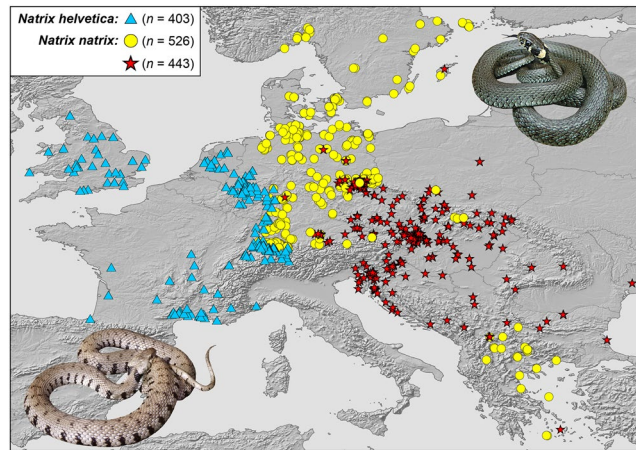 Natrix helvetica: (n = 403)
Natrix natrix: (n = 526)
(n = 443)